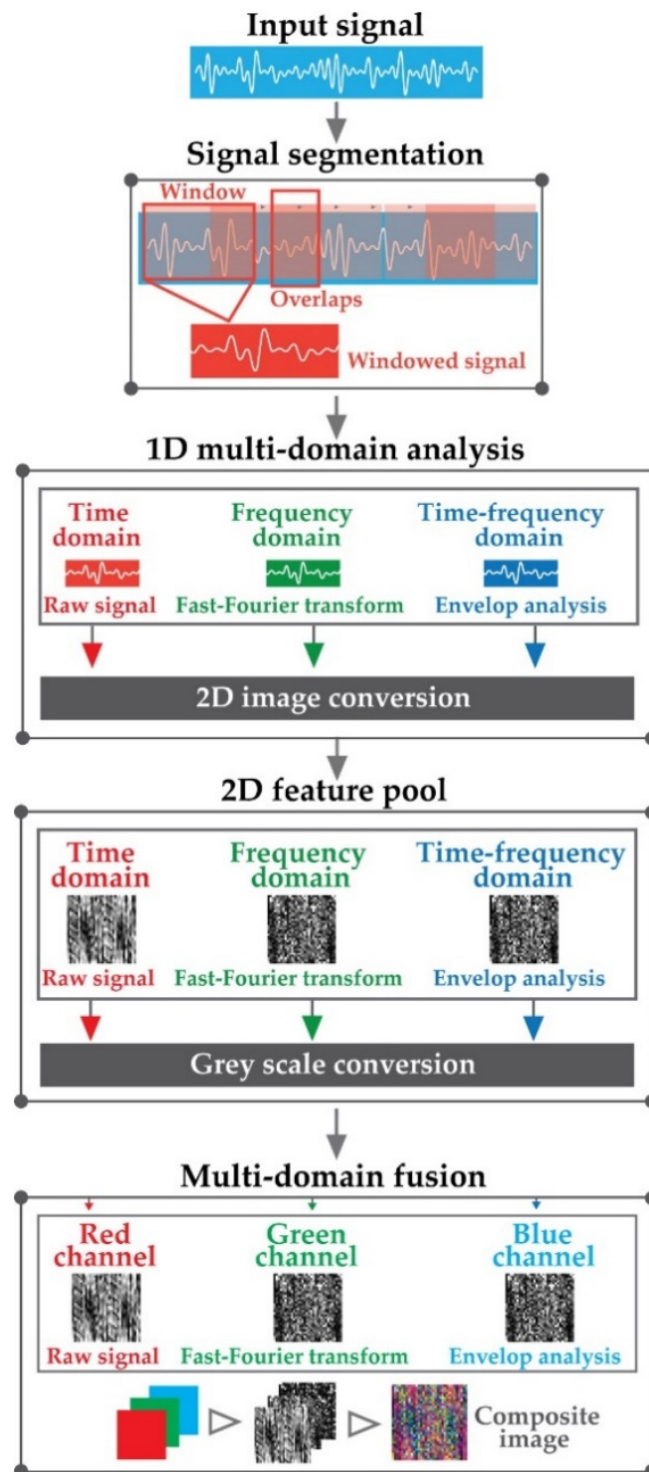 Input signal
Signal segmentation
Window
Overlaps
Windowed signal
1D multi-domain analysis
Time
domain
Raw signal
Frequency
domain
Fast-Fourier transform
Time-frequency
domain
Envelop analysis
2D image conversion
2D feature pool
Time
domain
Raw signal
Frequency
domain
Fast-Fourier transform
Time-frequency
domain
Envelop analysis
Grey scale conversion
Multi-domain fusion
Red
channel
Raw signal
Green
channel
Fast-Fourier transform
Blue
channel
Envelop analysis
Composite
image